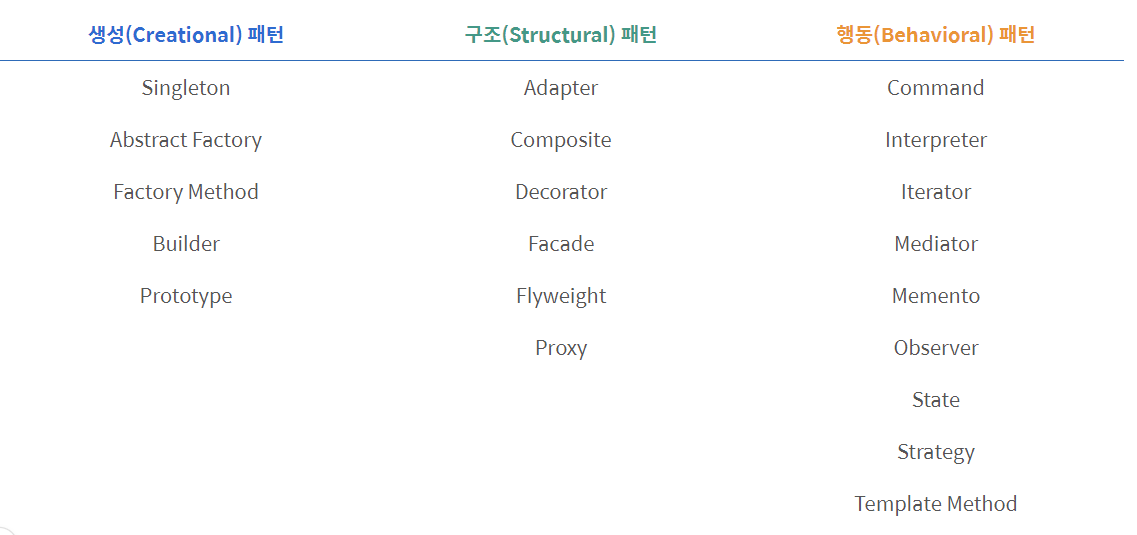 생성(Creational) 패턴 구조(Structural) 패턴 행동(Behavioral) 패턴
Singleton Adapter Command
Abstract Factory Composite Interpreter
Factory Method Decorator Iterator
Builder Facade Mediator
Prototype Flyweight Memento
Proxy Observer
State
Strategy
Template Method